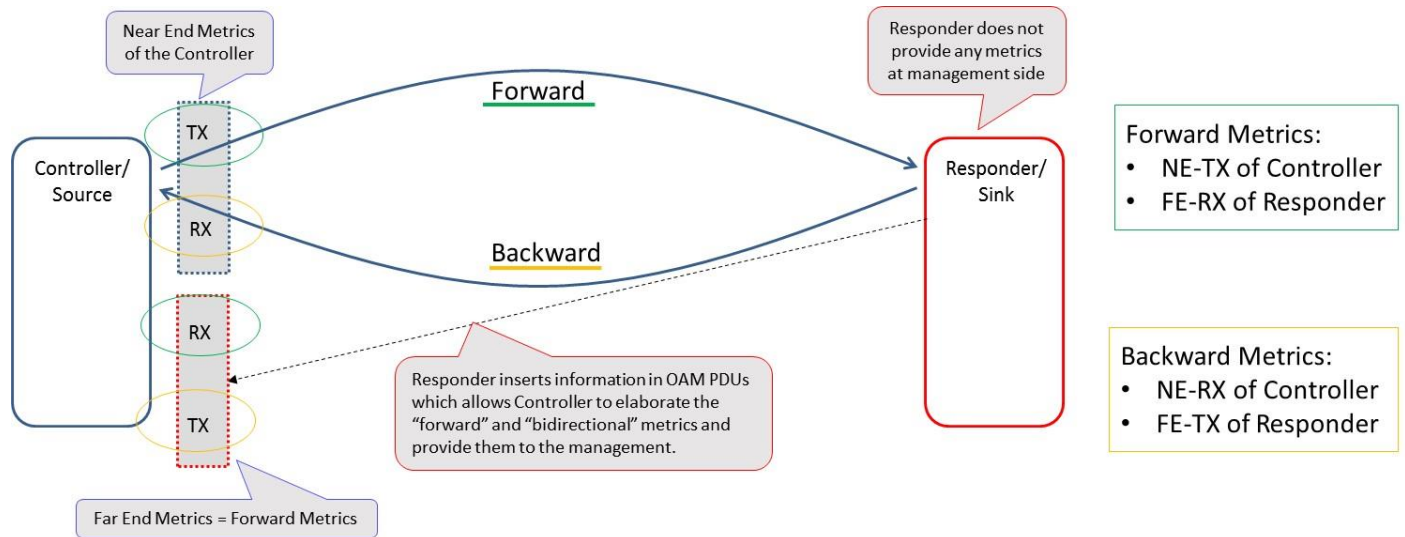 Near End Metrics
of the Controller
Responder does not
provide any metrics
at management side
Forward
TX
Controller/
Source
RX
Backward
Responder/
Sink
Forward Metrics:
• NE-TX of Controller
• FE-RX of Responder
RX
TX
Responder inserts information in OAM PDUs
which allows Controller to elaborate the
“forward” and “bidirectional” metrics and
provide them to the management.
Backward Metrics:
• NE-RX of Controller
• FE-TX of Responder
Far End Metrics = Forward Metrics